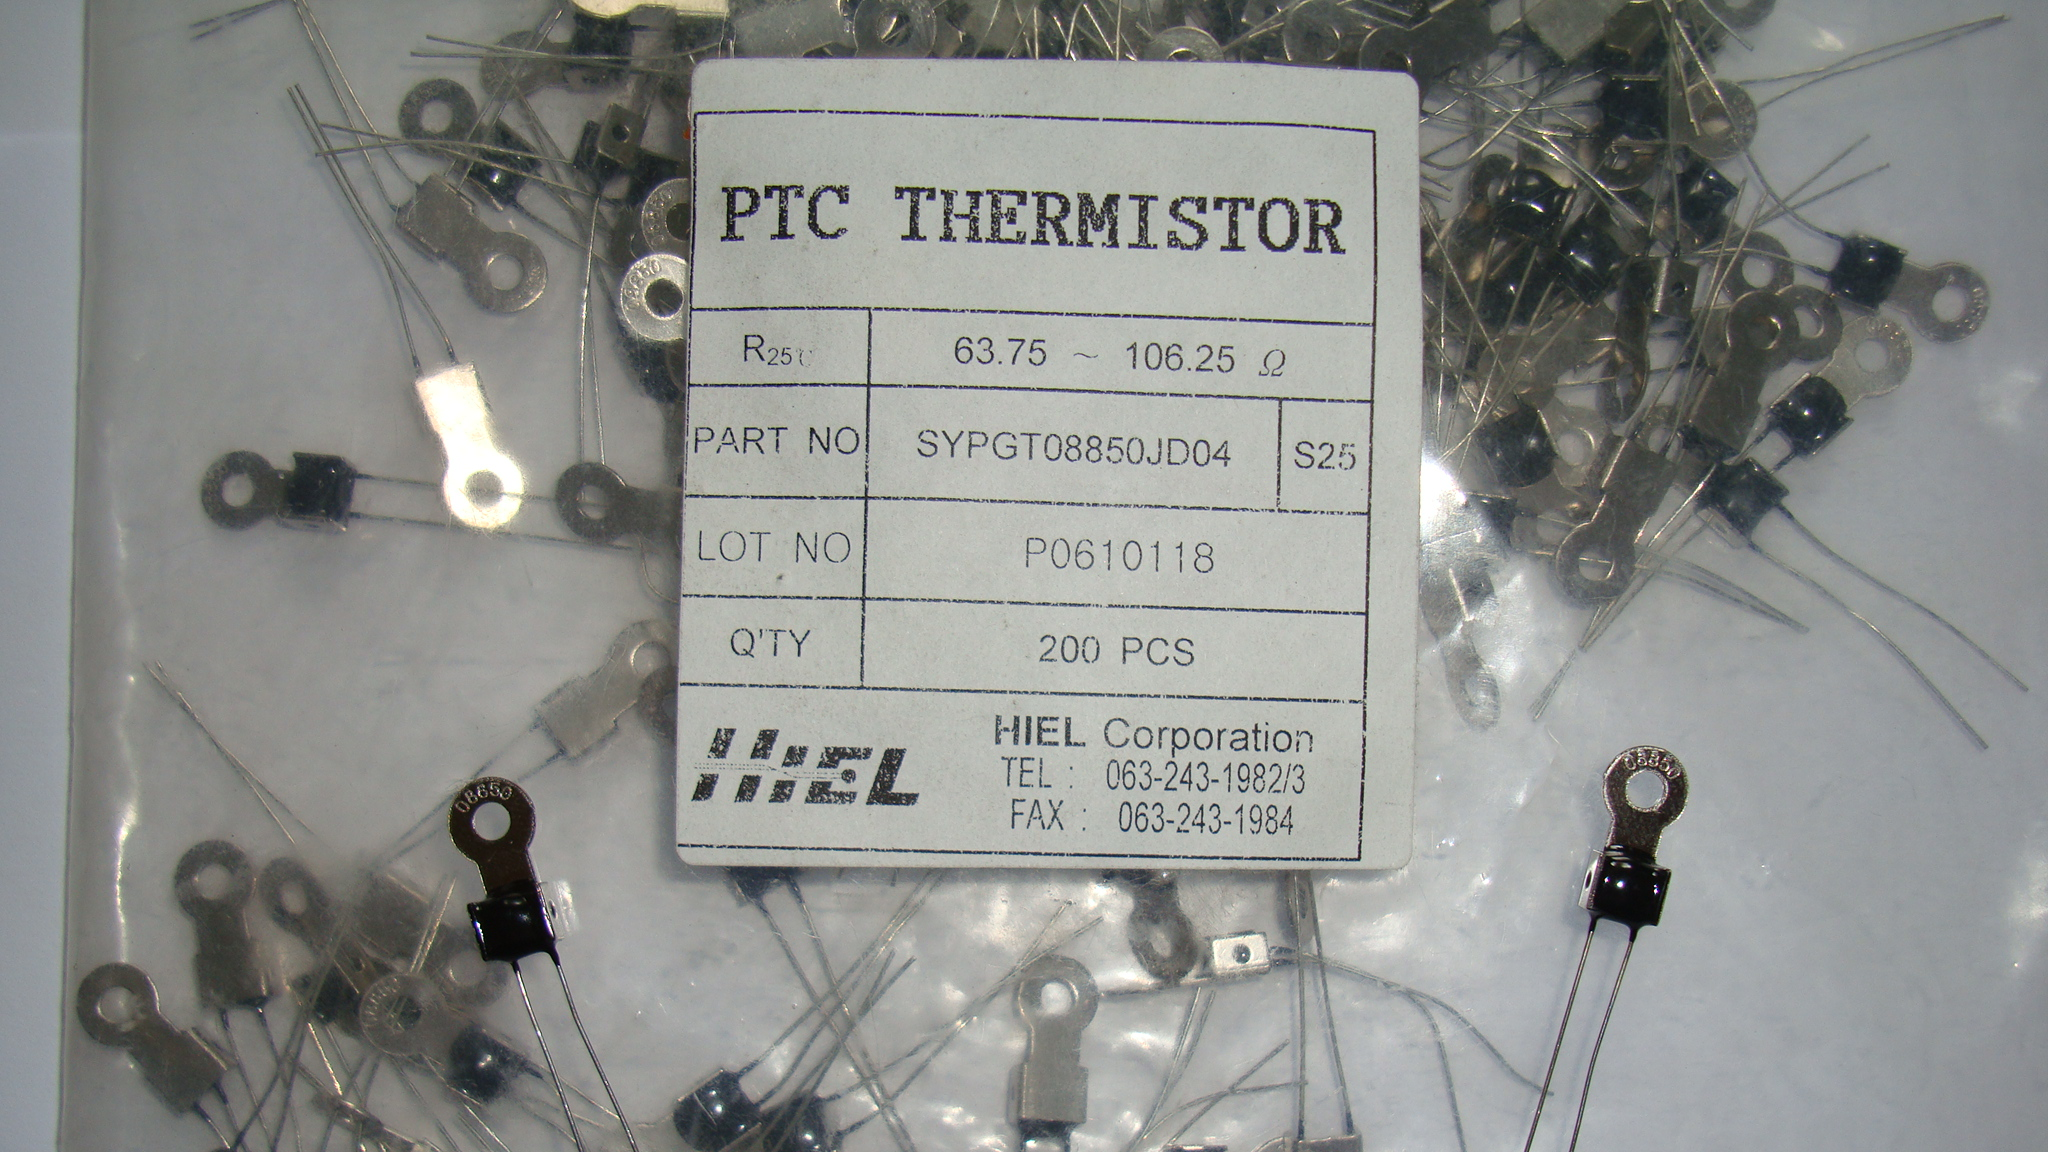 PTC THERMISTOR
R25℃ 63.75 ~ 106.25 Ω
PART NO SYPGT08850JD04 S25
LOT NO P0610118
Q'TY 200 PCS
HIEL
HIEL Corporation
TEL : 063-243-1982/3
FAX : 063-243-1984
08850
08850
08850